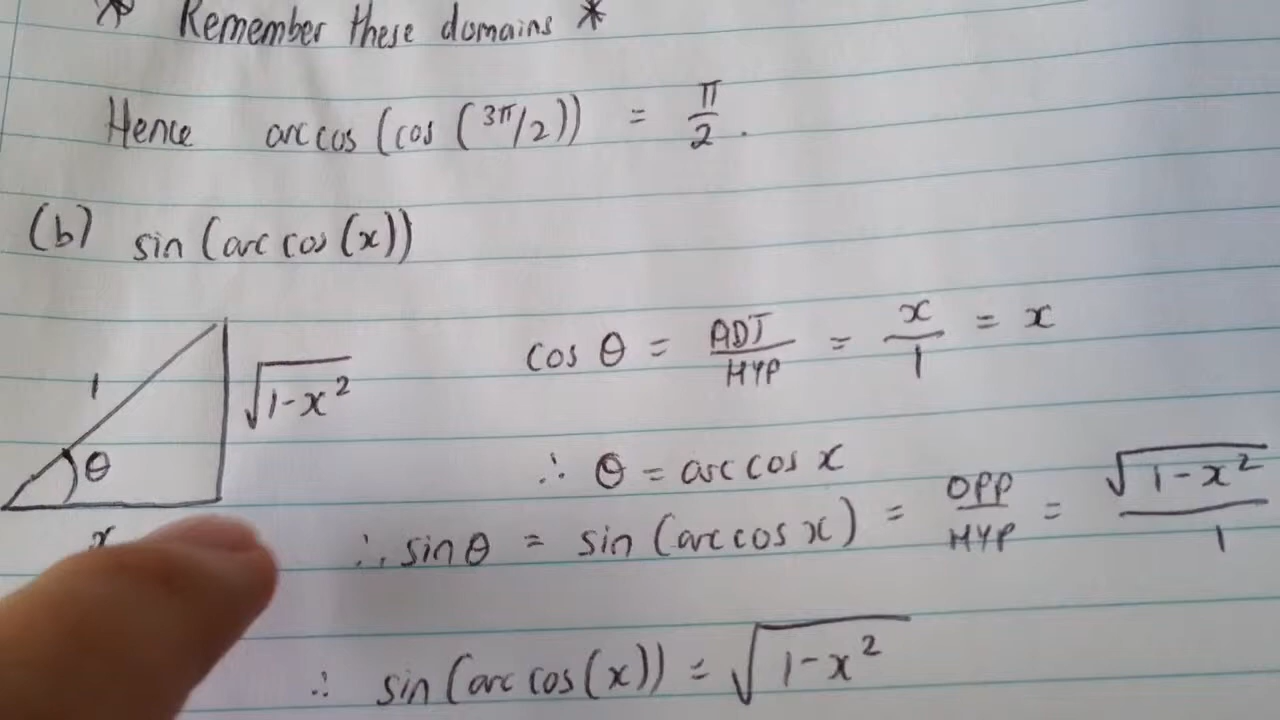 * Remember these domains *
Hence arccos(cos(3π/2)) = π/2.
(b) sin(arccos(x))
1
√1-x²
θ
x
cos θ = ADJ/HYP = x/1 = x
∴ θ = arccos x
∴ sinθ = sin(arccos x) = OPP/HYP = √1-x²/1
∴ sin(arccos(x)) = √1-x²